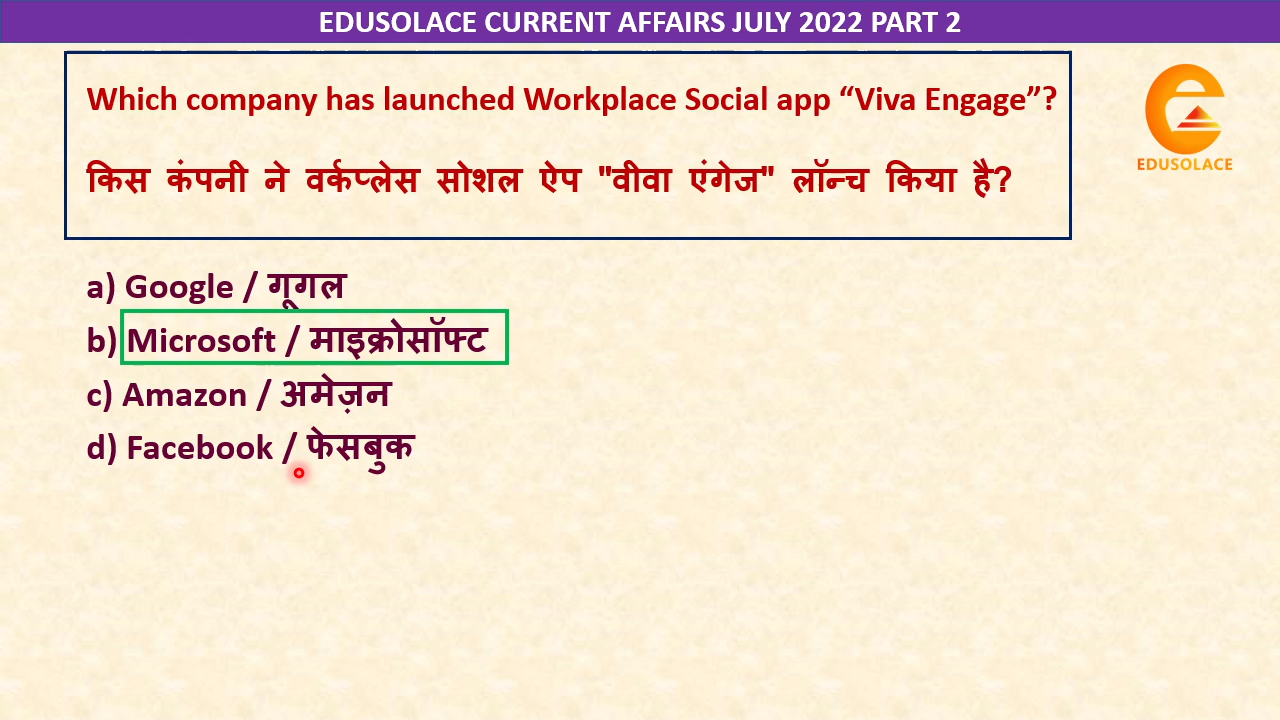 EDUSOLACE CURRENT AFFAIRS JULY 2022 PART 2
Which company has launched Workplace Social app “Viva Engage”?
किस कंपनी ने वर्कप्लेस सोशल ऐप "वीवा एंगेज" लॉन्च किया है?
EDUSOLACE
a) Google / गूगल
b) Microsoft / माइक्रोसॉफ्ट
c) Amazon / अमेज़न
d) Facebook / फेसबुक